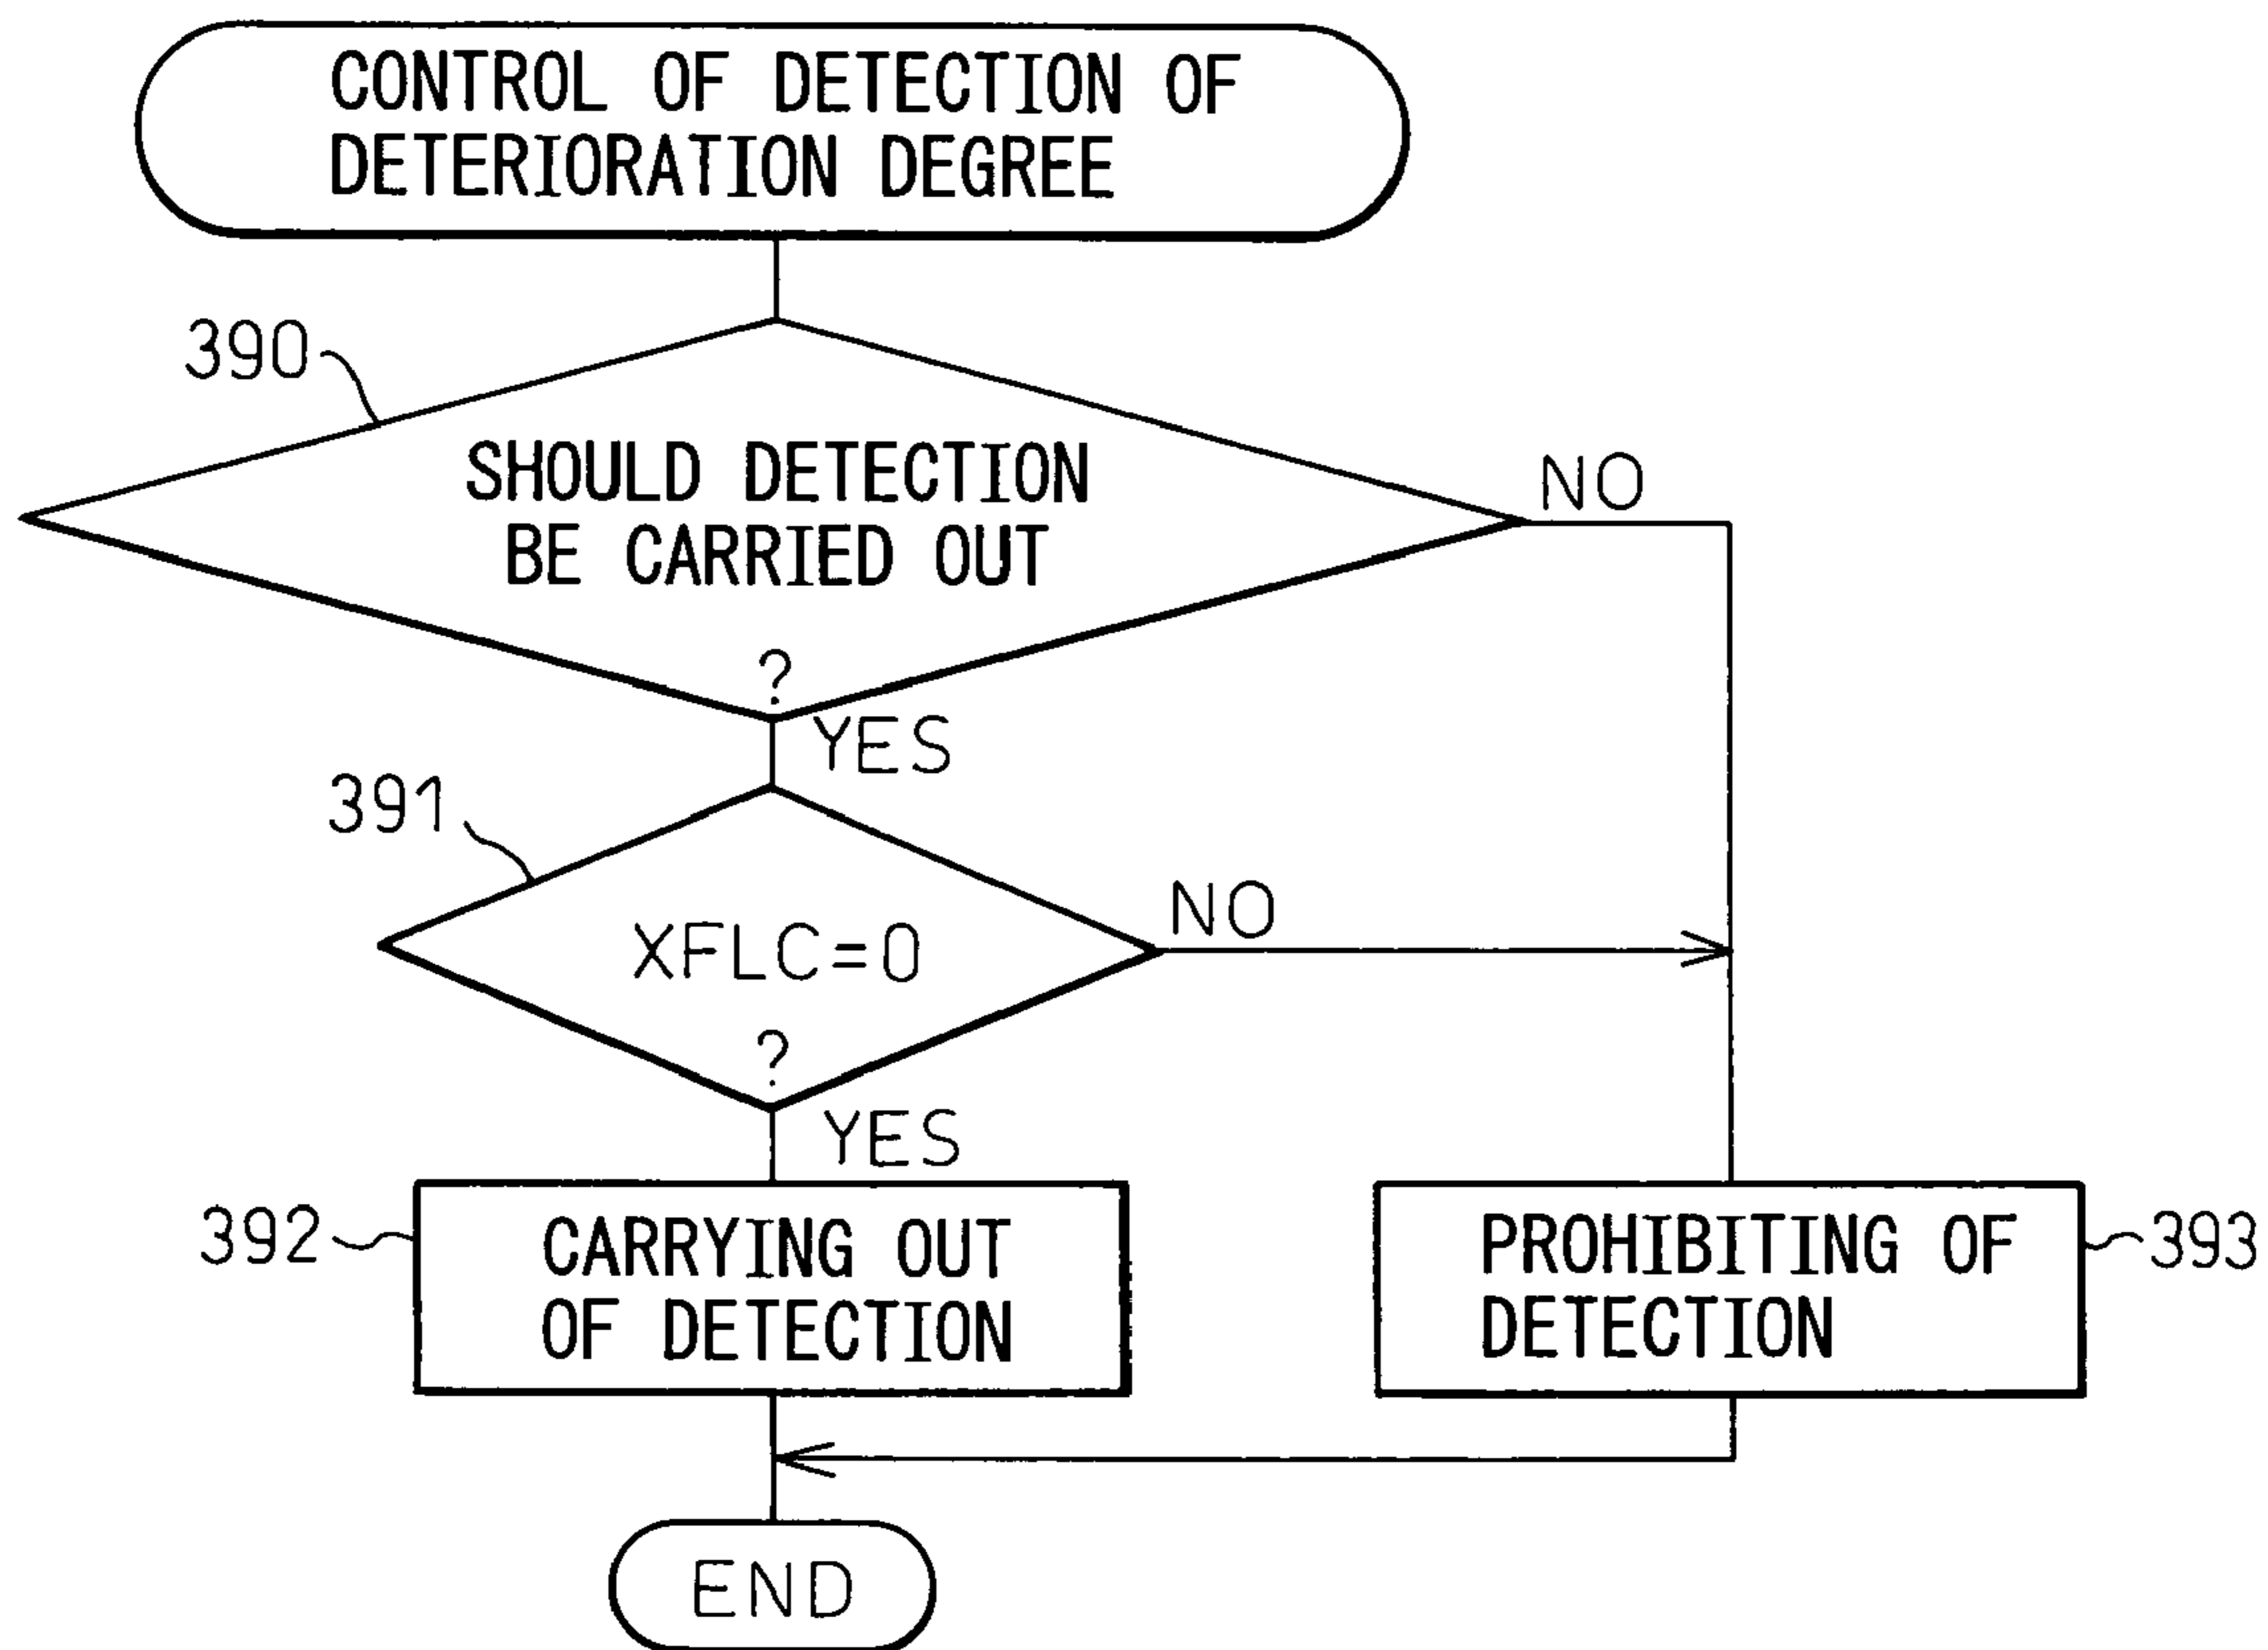 CONTROL OF DETECTION OF
DETERIORATION DEGREE
390
SHOULD DETECTION
BE CARRIED OUT
?
NO
YES
391
XFLC=0
?
NO
YES
392
CARRYING OUT
OF DETECTION
PROHIBITING OF
DETECTION
393
END